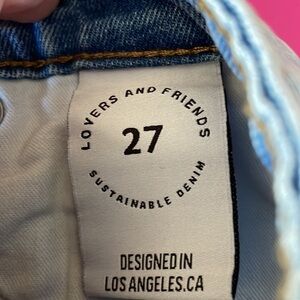 LOVERS AND FRIENDS
27
SUSTAINABLE DENIM
DESIGNED IN
LOS ANGELES.CA